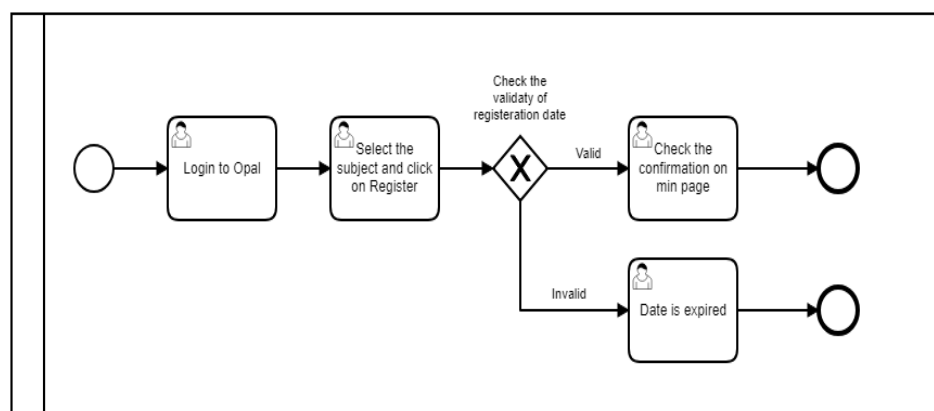 Check the
validaty of
registeration date
Login to Opal
Select the
subject and click
on Register
Valid
Check the
confirmation on
min page
Invalid
Date is expired